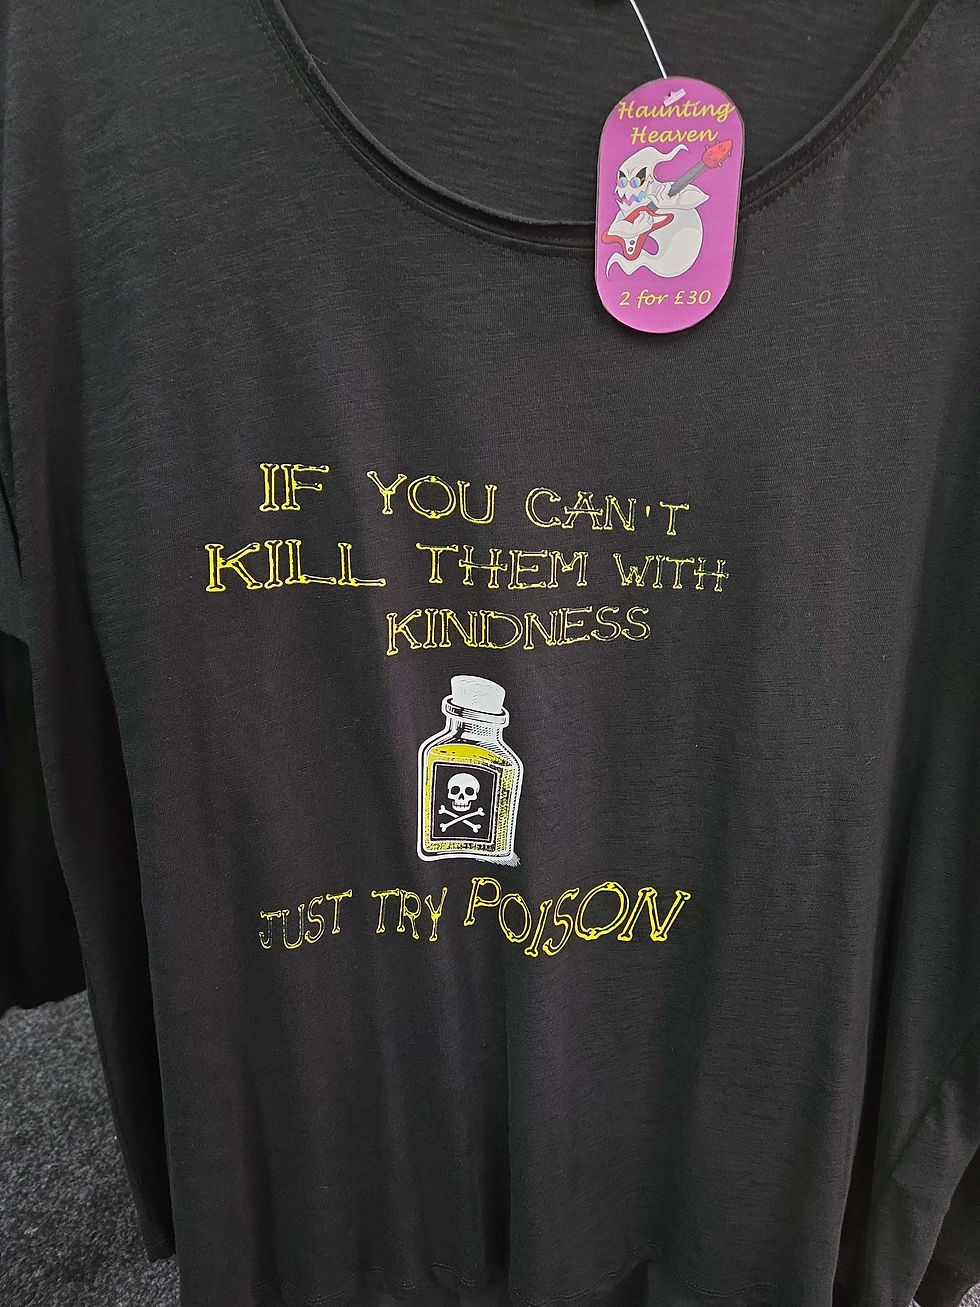 Haunting
Heaven
2 for £30
IF YOU CAN'T
KILL THEM WITH
KINDNESS
JUST TRY POISON